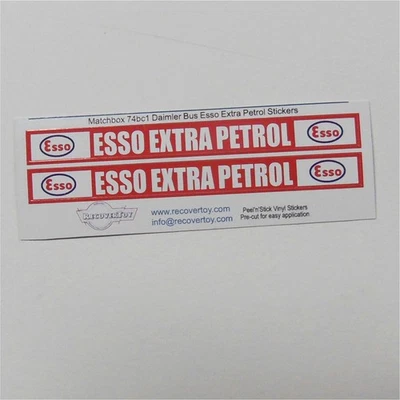 Matchbox 74bc1 Daimler Bus Esso Extra Petrol Stickers
Esso ESSO EXTRA PETROL Esso
Esso ESSO EXTRA PETROL Esso
RECOVERTOY
www.recovertoy.com
info@recovertoy.com
Peel'n'Stick Vinyl Stickers
Pre-cut for easy application